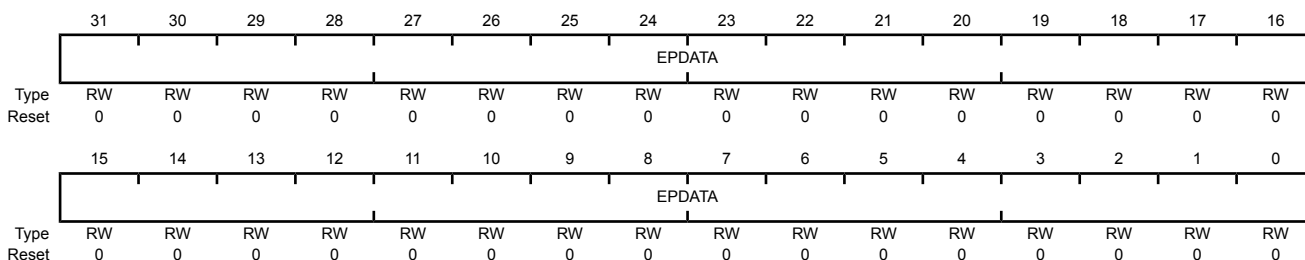 31 30 29 28 27 26 25 24 23 22 21 20 19 18 17 16
EPDATA
Type RW RW RW RW RW RW RW RW RW RW RW RW RW RW RW RW
Reset 0 0 0 0 0 0 0 0 0 0 0 0 0 0 0 0
15 14 13 12 11 10 9 8 7 6 5 4 3 2 1 0
EPDATA
Type RW RW RW RW RW RW RW RW RW RW RW RW RW RW RW RW
Reset 0 0 0 0 0 0 0 0 0 0 0 0 0 0 0 0